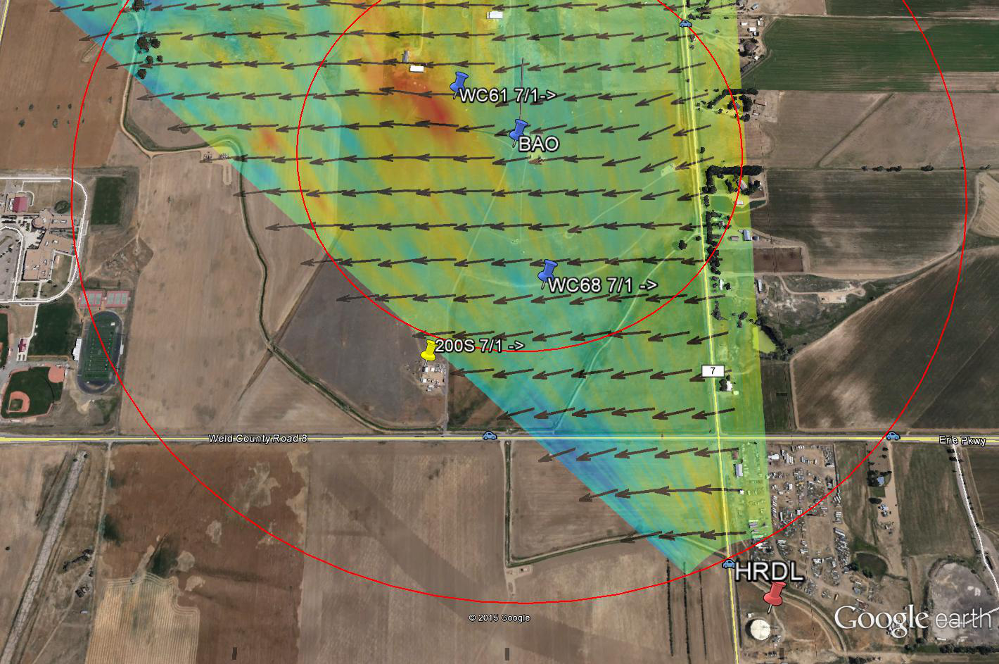 WC61 7/1->
BAO
WC68 7/1 ->
200S 7/1 ->
7
Weld County Road 8
Erie Pkwy
HRDL
© 2015 Google
Google earth